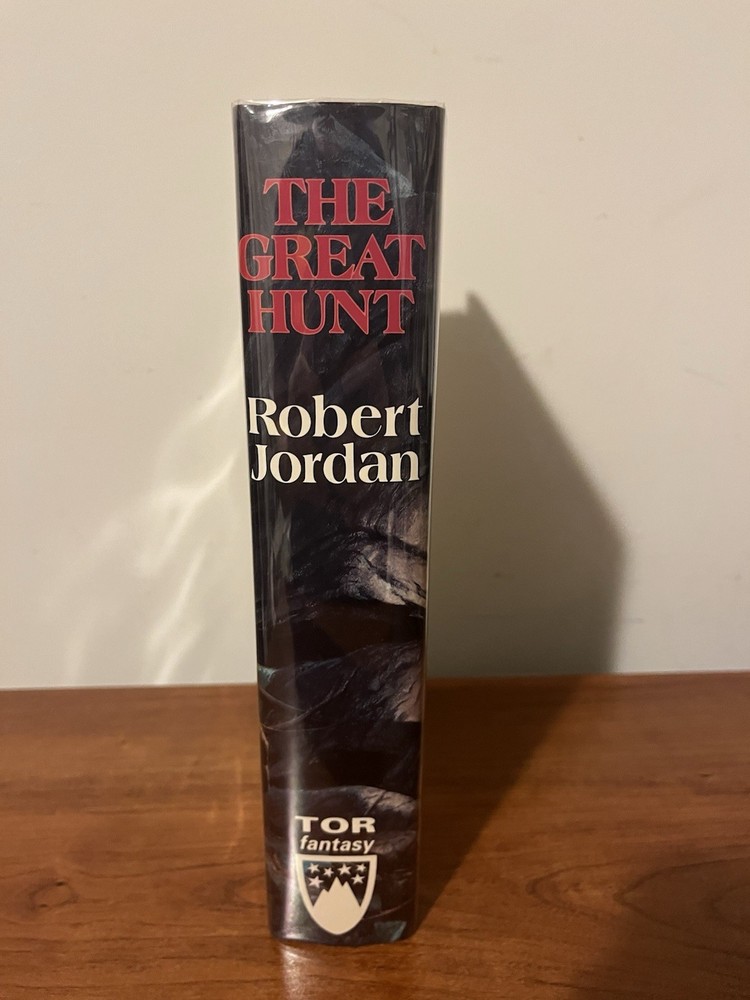 THE
GREAT
HUNT
Robert
Jordan
TOR
fantasy